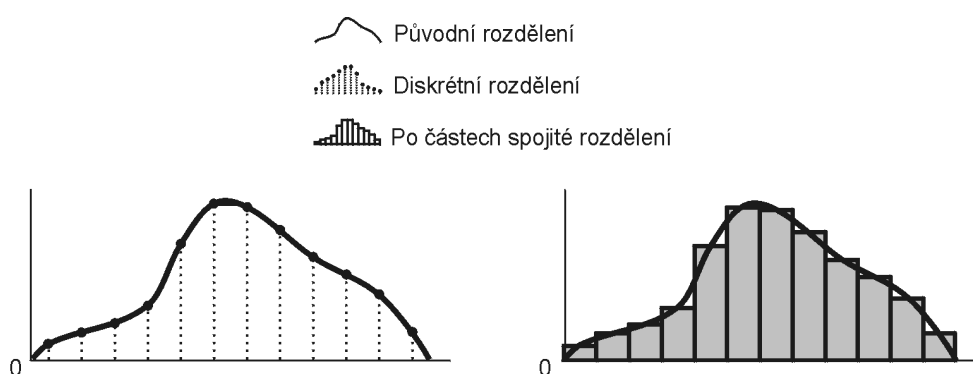 Původní rozdělení
Diskrétní rozdělení
Po částech spojité rozdělení
0
0